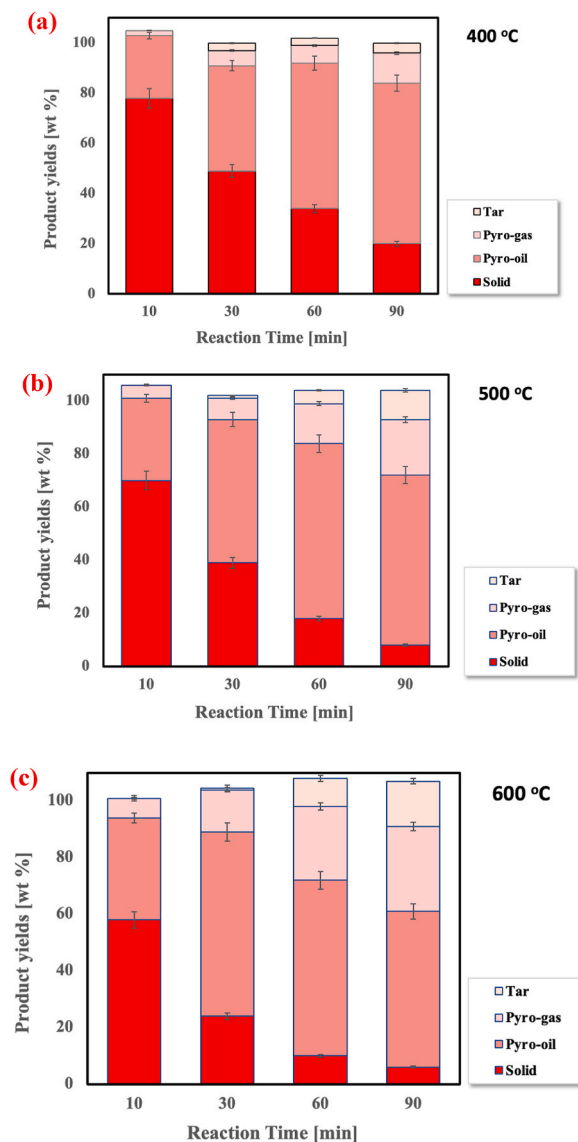 (a)
400 °C
Product yields [wt %]
100
80
60
40
20
0
10 30 60 90
Reaction Time [min]
Tar
Pyro-gas
Pyro-oil
Solid
(b)
500 °C
Product yields [wt %]
100
80
60
40
20
0
10 30 60 90
Reaction Time [min]
Tar
Pyro-gas
Pyro-oil
Solid
(c)
600 °C
Product yields [wt %]
100
80
60
40
20
0
10 30 60 90
Reaction Time [min]
Tar
Pyro-gas
Pyro-oil
Solid